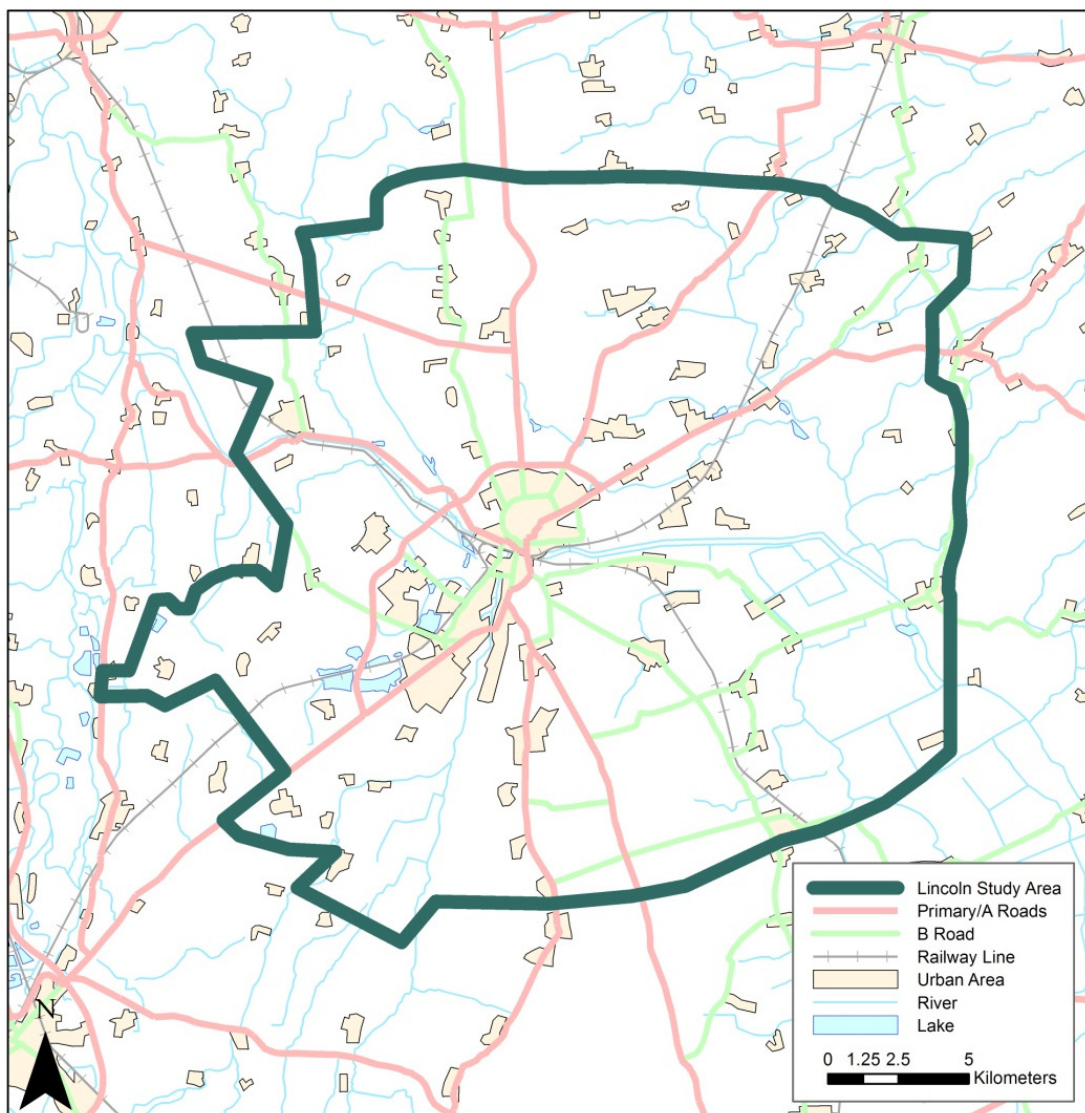 Lincoln Study Area
Primary/A Roads
B Road
Railway Line
Urban Area
River
Lake
N
0 1.25 2.5 5
Kilometers